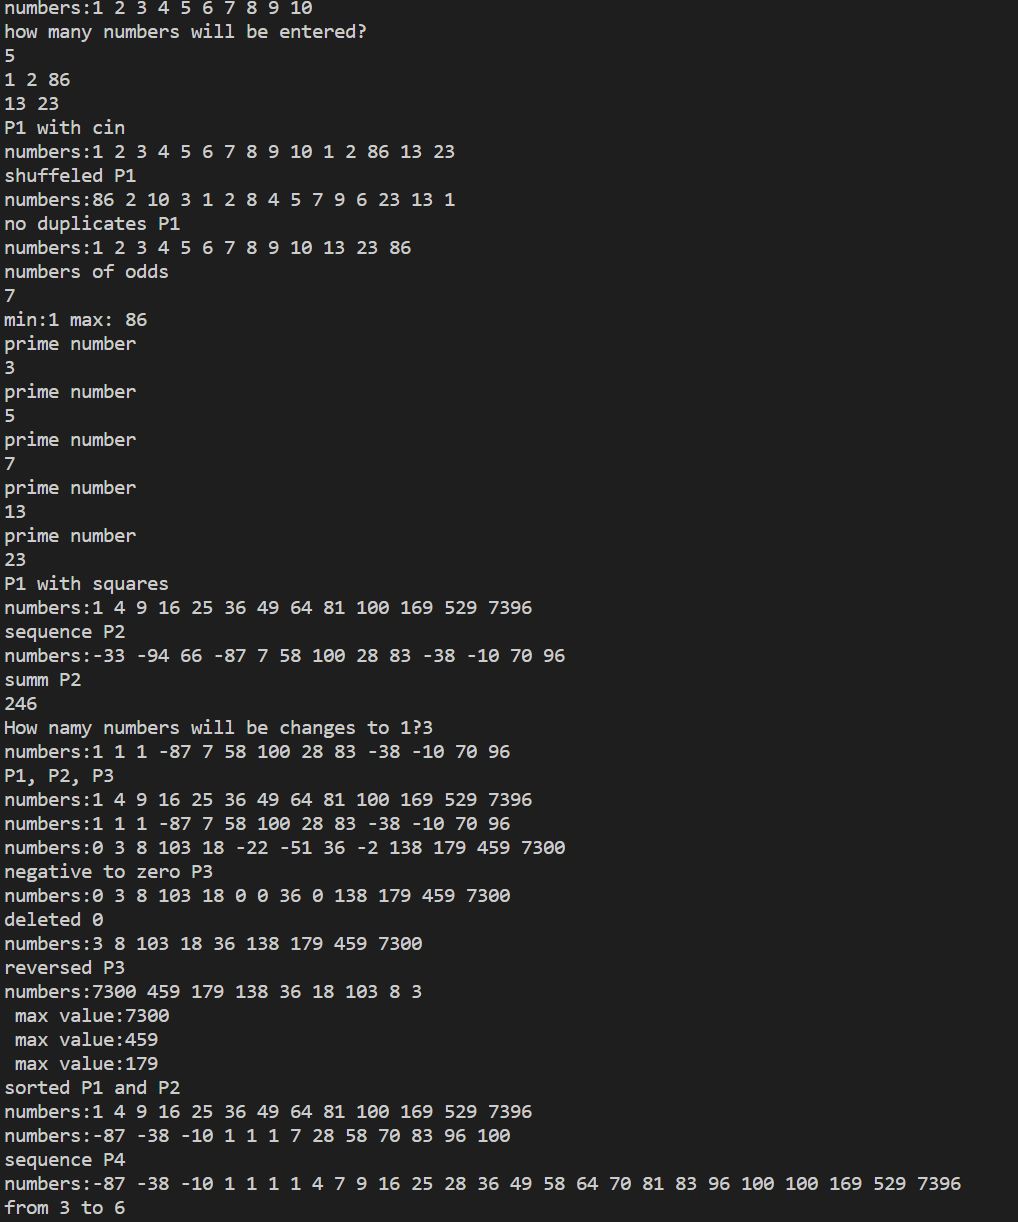 numbers:1 2 3 4 5 6 7 8 9 10
how many numbers will be entered?
5
1 2 86
13 23
P1 with cin
numbers:1 2 3 4 5 6 7 8 9 10 1 2 86 13 23
shuffeled P1
numbers:86 2 10 3 1 2 8 4 5 7 9 6 23 13 1
no duplicates P1
numbers:1 2 3 4 5 6 7 8 9 10 13 23 86
numbers of odds
7
min:1 max: 86
prime number
3
prime number
5
prime number
7
prime number
13
prime number
23
P1 with squares
numbers:1 4 9 16 25 36 49 64 81 100 169 529 7396
sequence P2
numbers:-33 -94 66 -87 7 58 100 28 83 -38 -10 70 96
summ P2
246
How namy numbers will be changes to 1?3
numbers:1 1 1 -87 7 58 100 28 83 -38 -10 70 96
P1, P2, P3
numbers:1 4 9 16 25 36 49 64 81 100 169 529 7396
numbers:1 1 1 -87 7 58 100 28 83 -38 -10 70 96
numbers:0 3 8 103 18 -22 -51 36 -2 138 179 459 7300
negative to zero P3
numbers:0 3 8 103 18 0 0 36 0 138 179 459 7300
deleted 0
numbers:3 8 103 18 36 138 179 459 7300
reversed P3
numbers:7300 459 179 138 36 18 103 8 3
 max value:7300
 max value:459
 max value:179
sorted P1 and P2
numbers:1 4 9 16 25 36 49 64 81 100 169 529 7396
numbers:-87 -38 -10 1 1 1 7 28 58 70 83 96 100
sequence P4
numbers:-87 -38 -10 1 1 1 1 4 7 9 16 25 28 36 49 58 64 70 81 83 96 100 100 169 529 7396
from 3 to 6